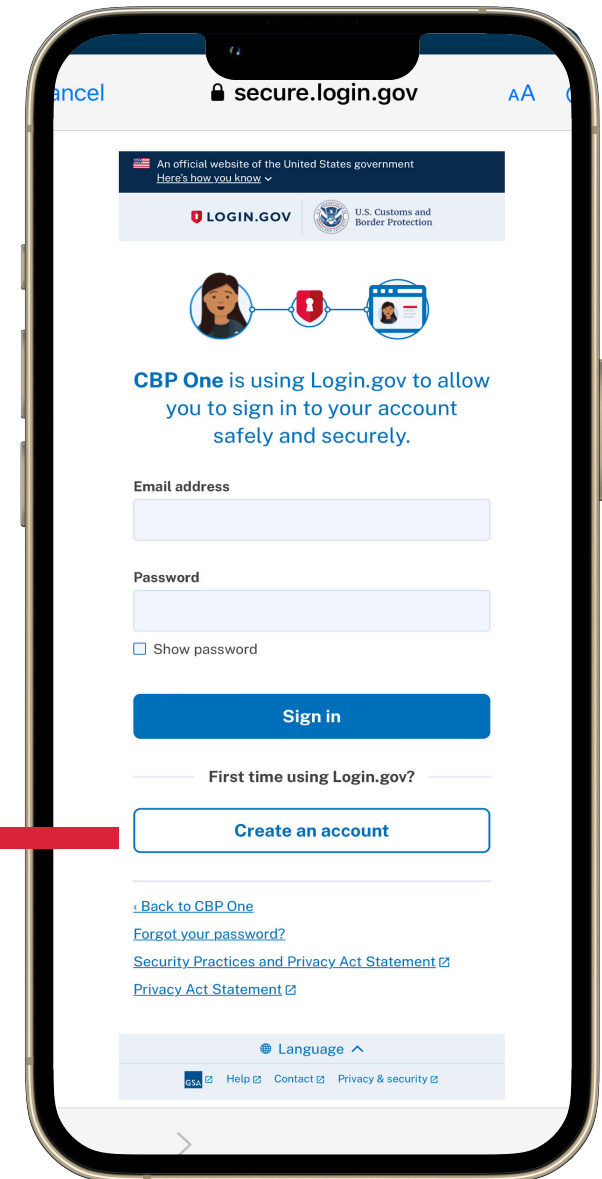 ancel
secure.login.gov
AA
An official website of the United States government
Here's how you know
LOGIN.GOV
U.S. Customs and
Border Protection
CBP One is using Login.gov to allow
you to sign in to your account
safely and securely.
Email address
Password
Show password
Sign in
First time using Login.gov?
Create an account
‹ Back to CBP One
Forgot your password?
Security Practices and Privacy Act Statement
Privacy Act Statement
Language
GSA Help Contact Privacy & security